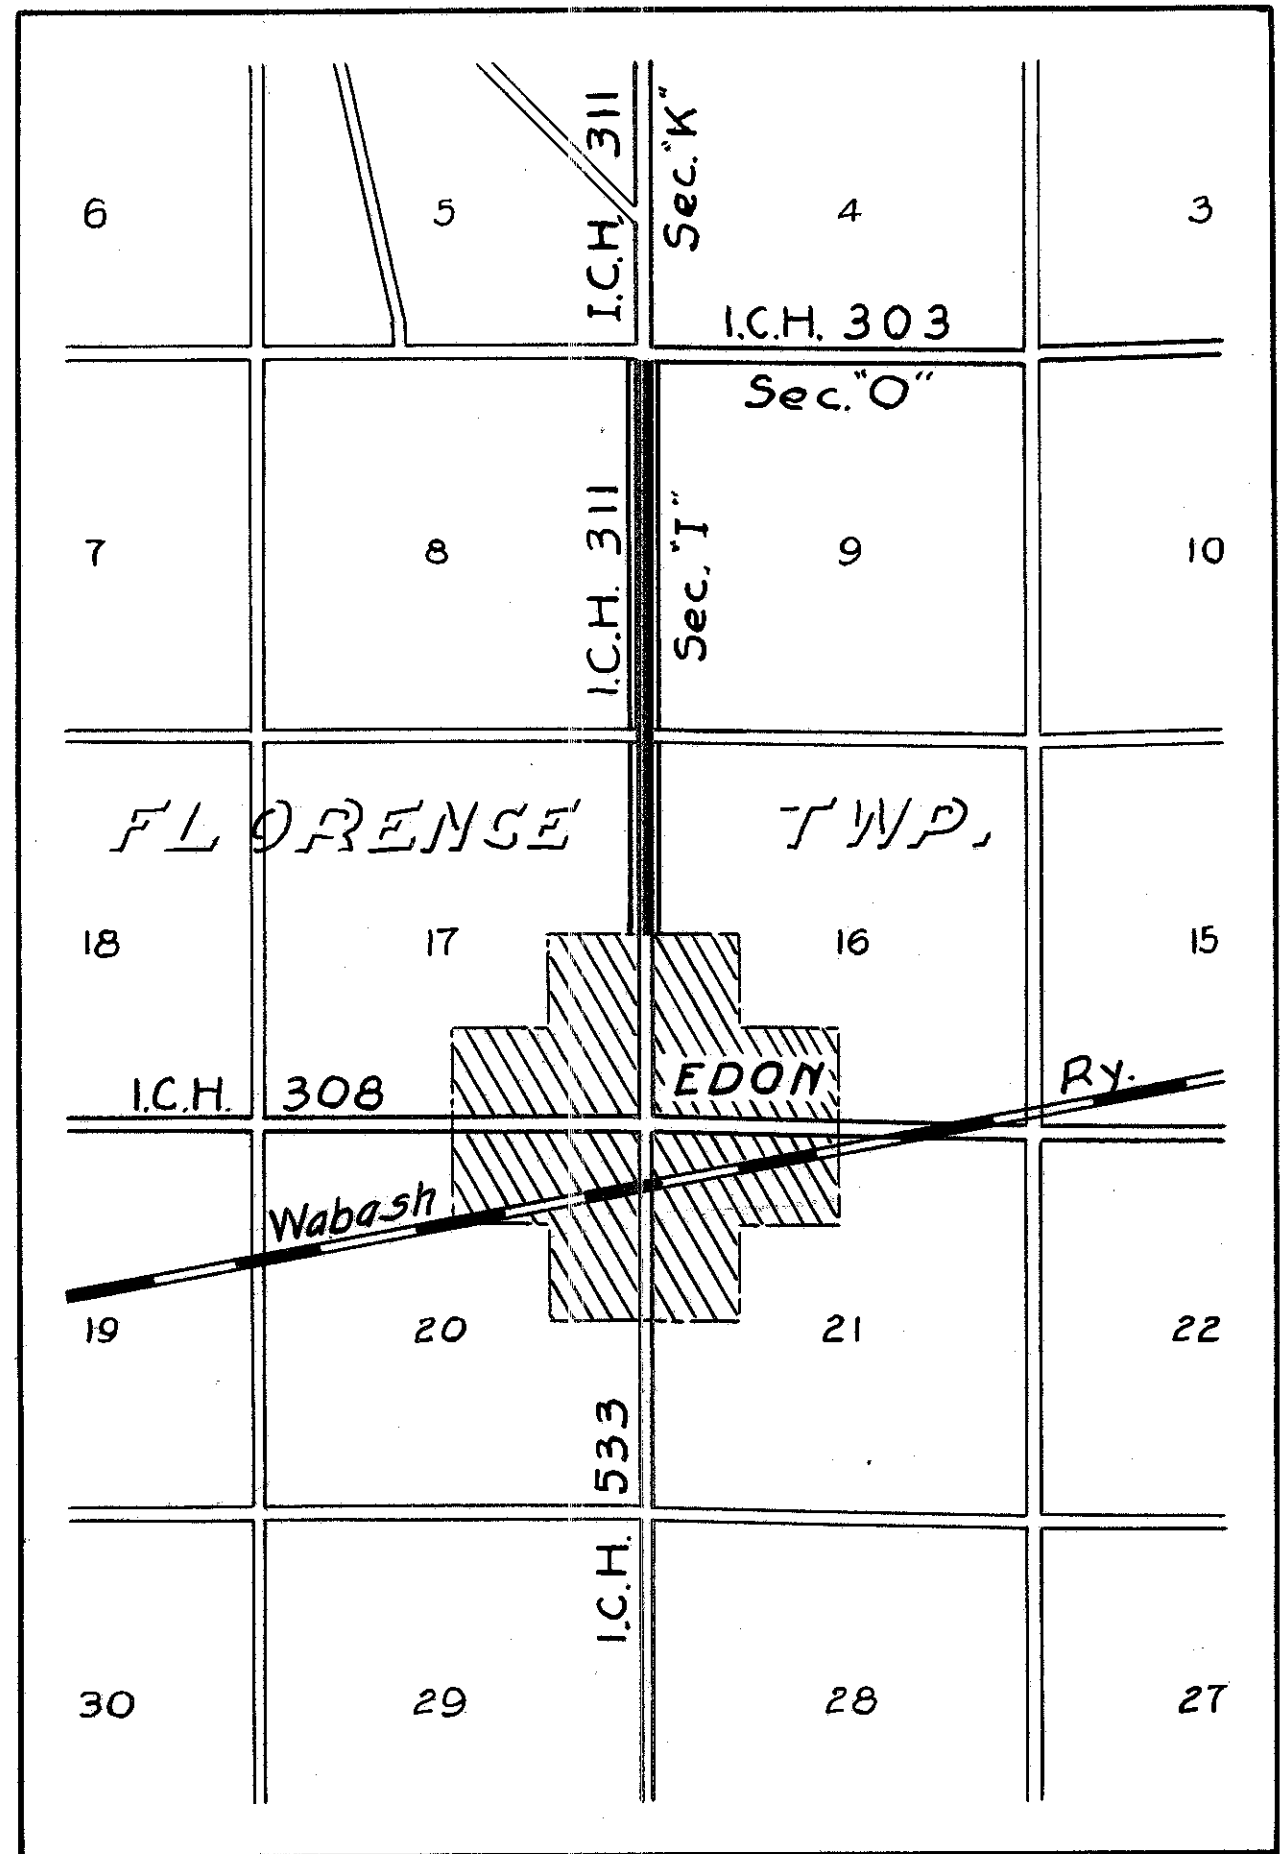 I.C.H. 311
Sec. "K"
6
5
4
3
I.C.H. 303
Sec. "O"
I.C.H. 311
Sec. "I"
7
8
9
10
FLORENCE TWP.
18
17
16
15
I.C.H. 308
EDON
Wabash Ry.
19
20
21
22
I.C.H. 533
30
29
28
27